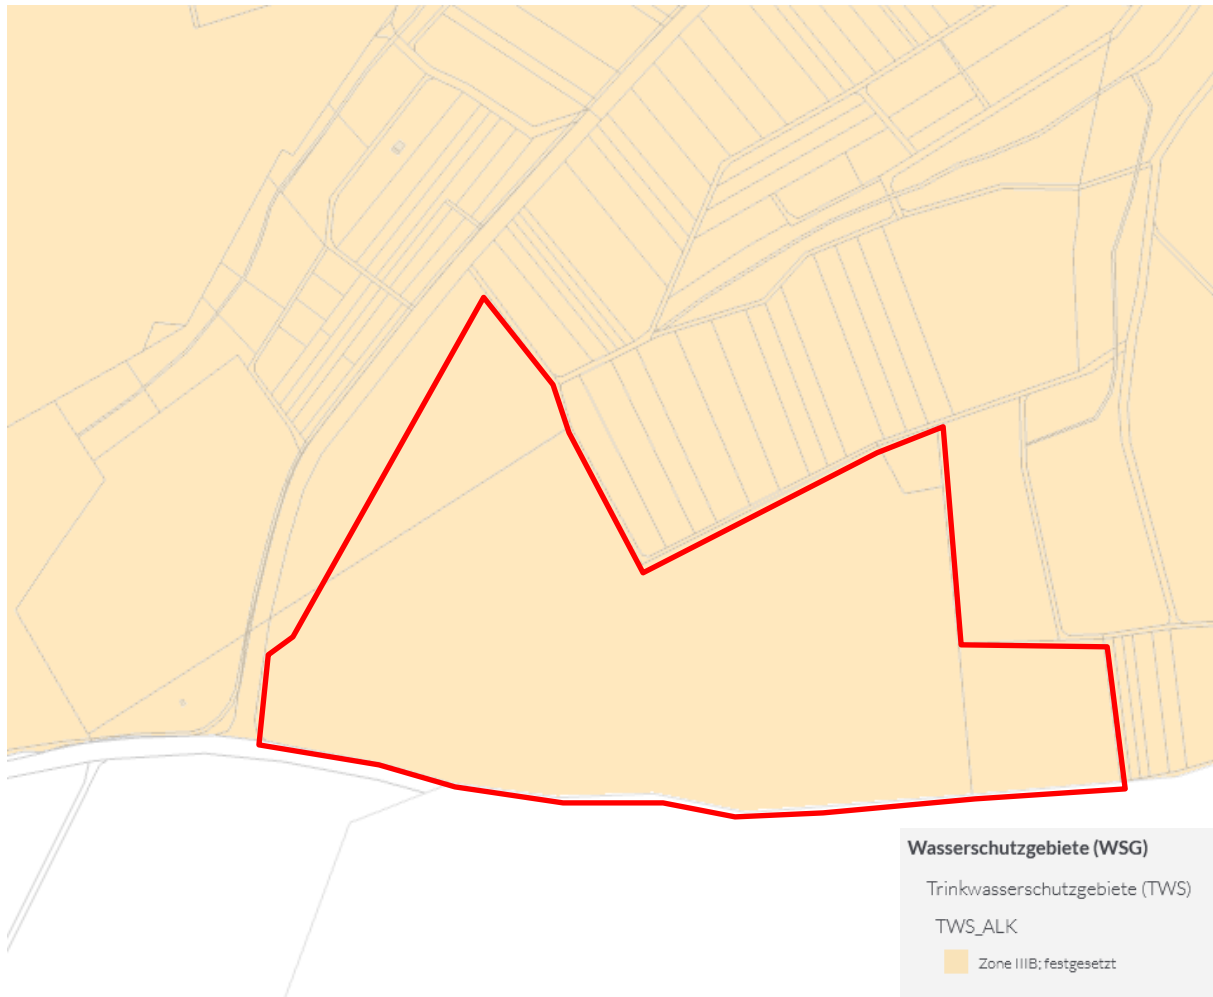 Wasserschutzgebiete (WSG)
Trinkwasserschutzgebiete (TWS)
TWS_ALK
Zone IIIB; festgesetzt